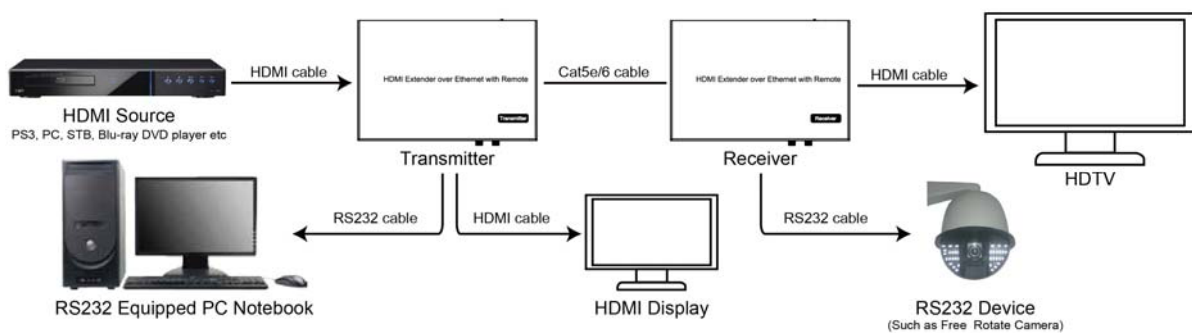 HDMI cable
HDMI Extender over Ethernet with Remote
Transmitter
Cat5e/6 cable
HDMI Extender over Ethernet with Remote
Receiver
HDMI cable
HDMI Source
PS3, PC, STB, Blu-ray DVD player etc
Transmitter
Receiver
HDTV
RS232 cable
HDMI cable
RS232 cable
RS232 Equipped PC Notebook
HDMI Display
RS232 Device
(Such as Free Rotate Camera)